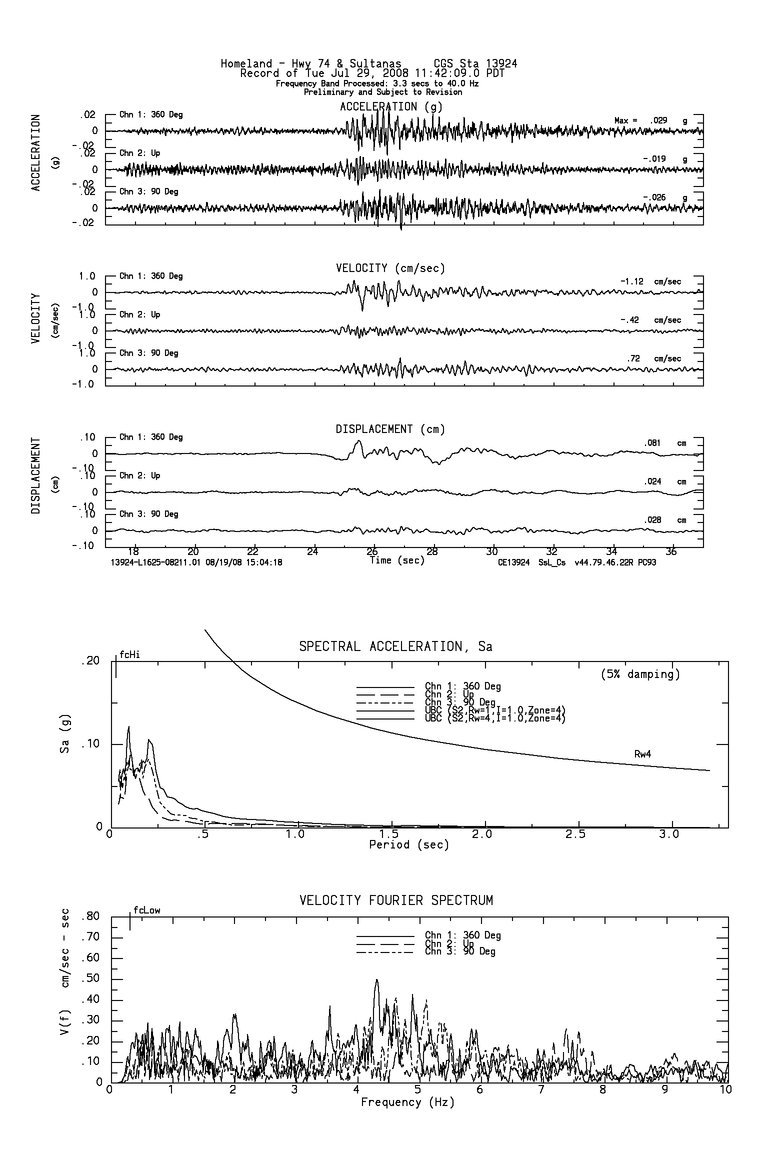 Homeland - Hwy 74 & Sultanas CGS Sta 13924
Record of Tue Jul 29, 2008 11:42:09.0 PDT
Frequency Band Processed: 3.3 secs to 40.0 Hz
Preliminary and Subject to Revision
ACCELERATION (g)
ACCELERATION
(g)
.02
0
-.02
Chn 1: 360 Deg
Max = .029 g
.02
0
-.02
Chn 2: Up
-.019 g
.02
0
-.02
Chn 3: 90 Deg
-.026 g
VELOCITY (cm/sec)
VELOCITY
(cm/sec)
1.0
0
-1.0
Chn 1: 360 Deg
-1.12 cm/sec
1.0
0
-1.0
Chn 2: Up
-.42 cm/sec
1.0
0
-1.0
Chn 3: 90 Deg
.72 cm/sec
DISPLACEMENT (cm)
DISPLACEMENT
(cm)
.10
0
-.10
Chn 1: 360 Deg
.081 cm
.10
0
-.10
Chn 2: Up
.024 cm
.10
0
-.10
Chn 3: 90 Deg
.028 cm
18 20 22 24 26 28 30 32 34 36
Time (sec)
13924-L1625-08211.01 08/19/08 15:04:18
CE13924 SsL_Cs v44.79.46.22R PC93
SPECTRAL ACCELERATION, Sa
fcHi
(5% damping)
Sa (g)
.20
.10
0
Chn 1: 360 Deg
Chn 2: Up
Chn 3: 90 Deg
UBC (S2,Rw=1,I=1.0,Zone=4)
UBC (S2,Rw=4,I=1.0,Zone=4)
Rw4
0 .5 1.0 1.5 2.0 2.5 3.0
Period (sec)
VELOCITY FOURIER SPECTRUM
fcLow
V(f) cm/sec - sec
.80
.70
.60
.50
.40
.30
.20
.10
0
Chn 1: 360 Deg
Chn 2: Up
Chn 3: 90 Deg
0 1 2 3 4 5 6 7 8 9 10
Frequency (Hz)